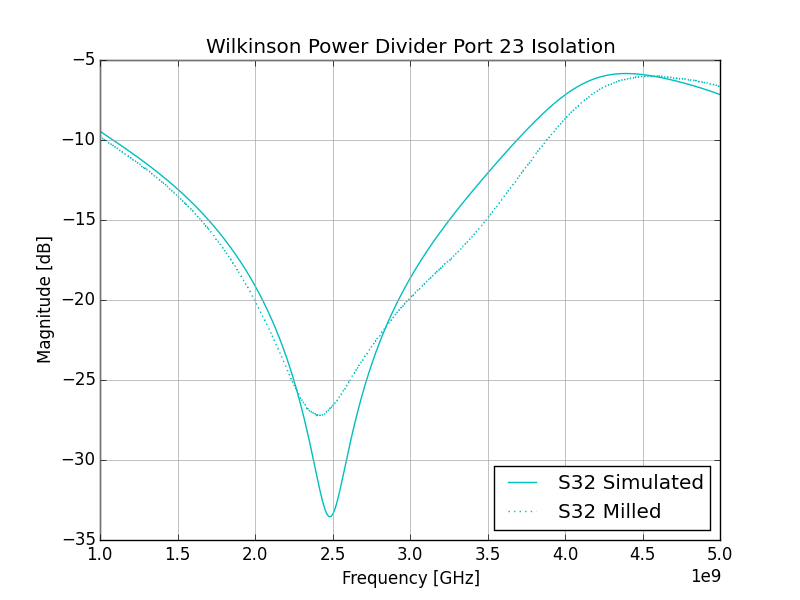 Wilkinson Power Divider Port 23 Isolation
Magnitude [dB]
−5
−10
−15
−20
−25
−30
−35
S32 Simulated
S32 Milled
1.0 1.5 2.0 2.5 3.0 3.5 4.0 4.5 5.0
1e9
Frequency [GHz]